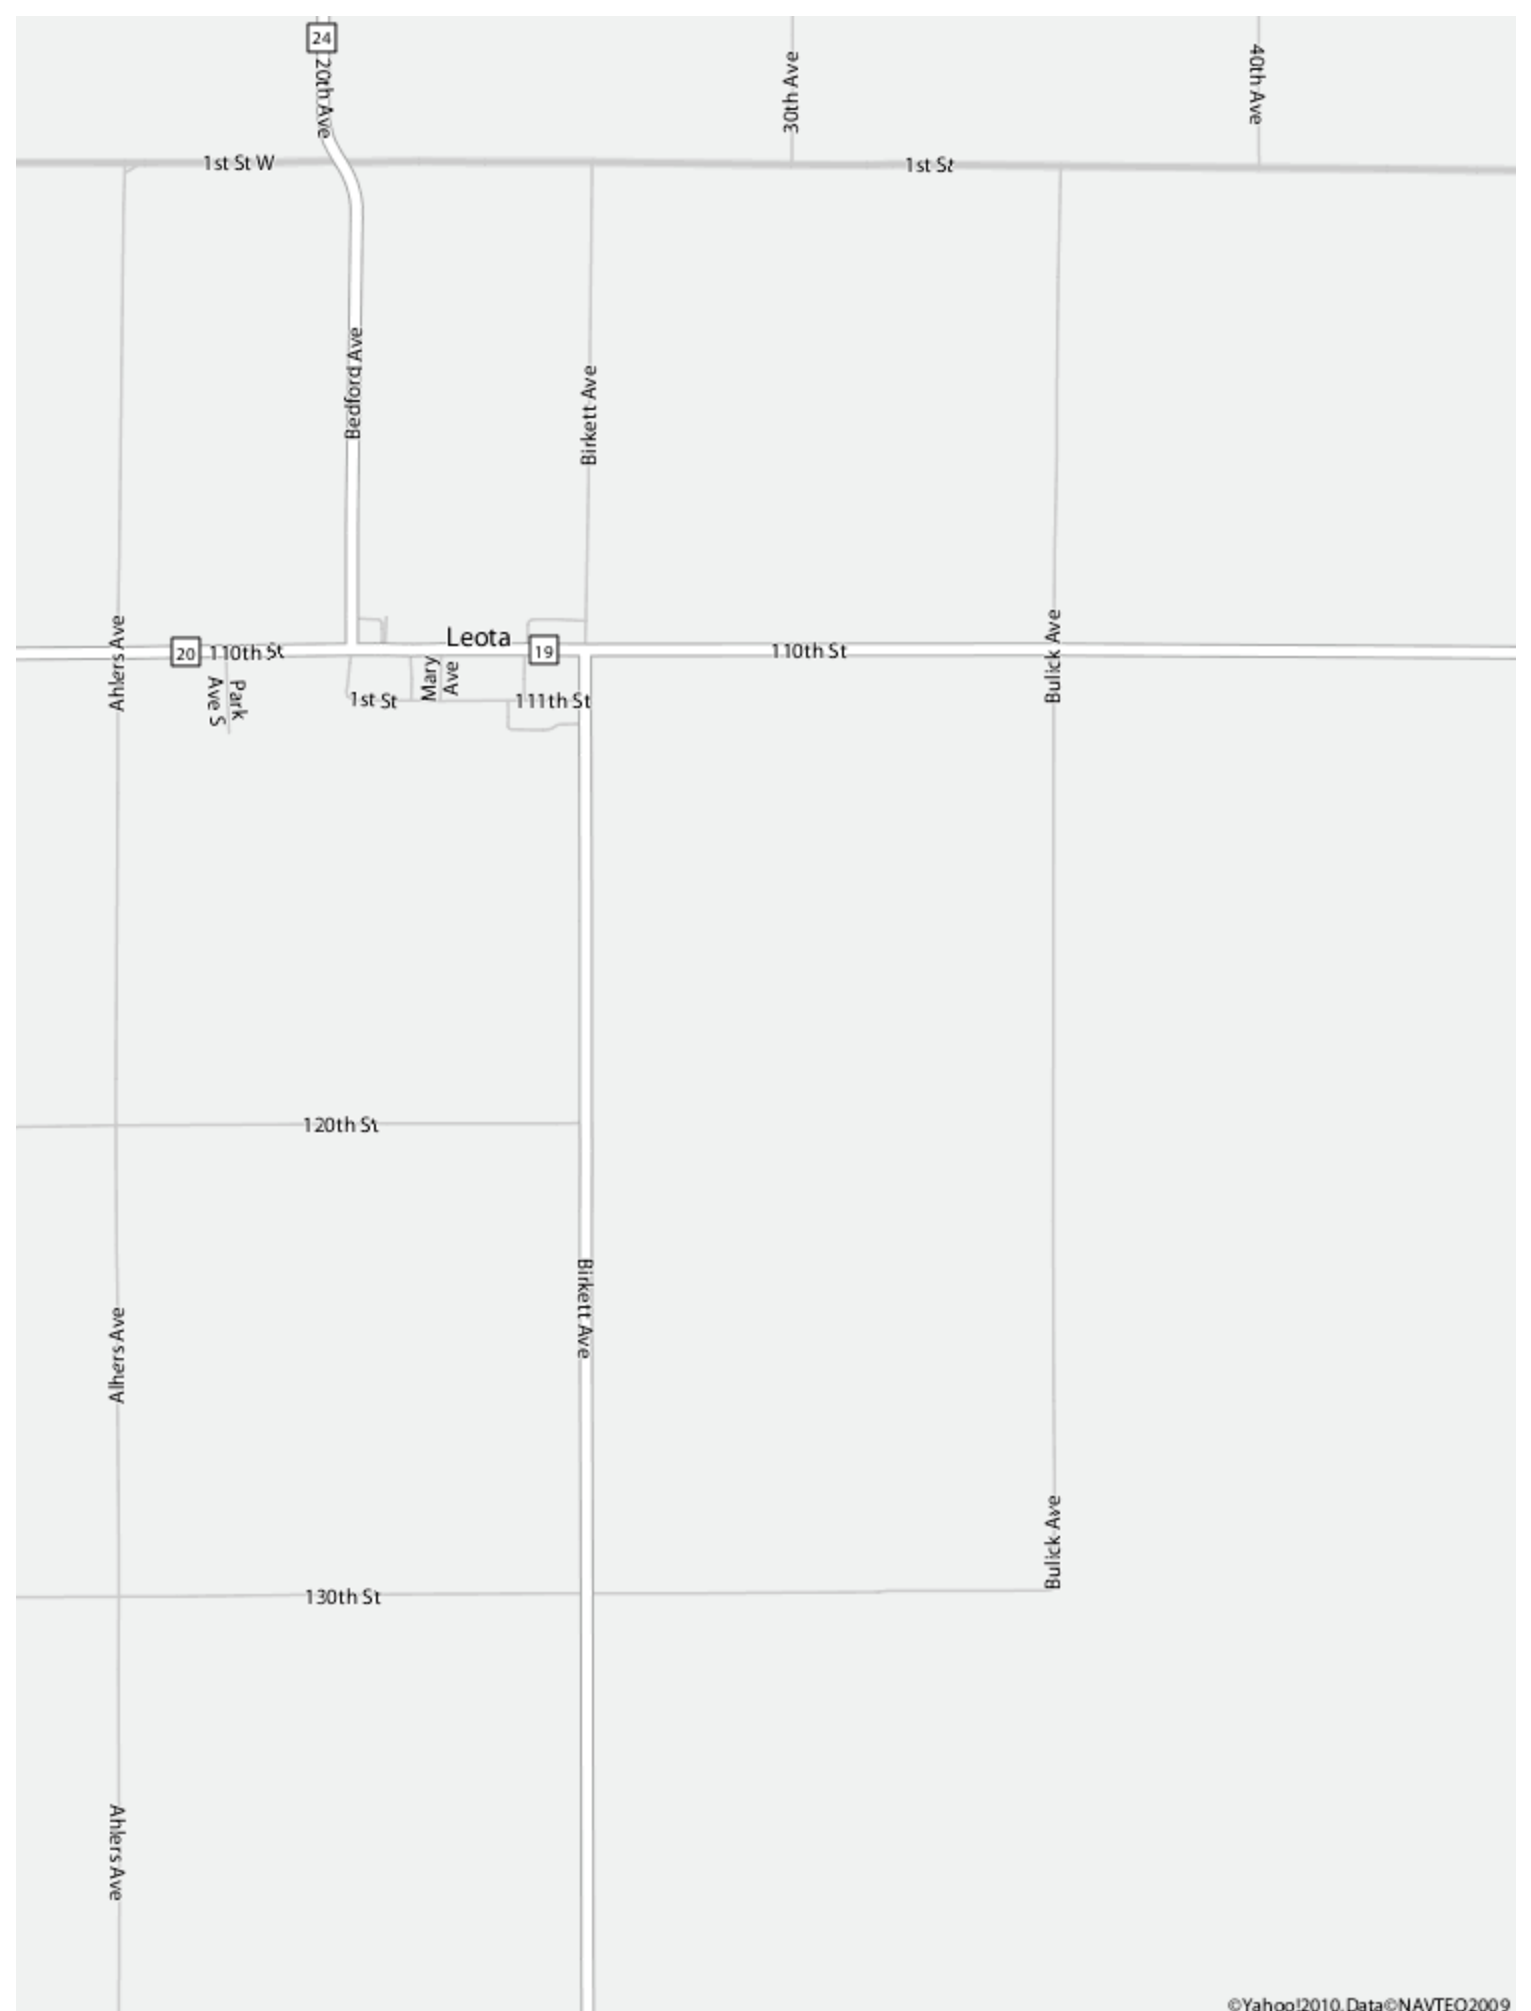 24
20th Ave
30th Ave
40th Ave
1st St W
1st St
Bedford Ave
Birkett Ave
Ahlers Ave
20
110th St
Leota
19
110th St
Bulick Ave
Park
Ave S
1st St
Mary
Ave
111th St
120th St
Birkett Ave
Alhers Ave
Bulick Ave
130th St
Ahlers Ave
©Yahoo!2010, Data©NAVTEQ2009